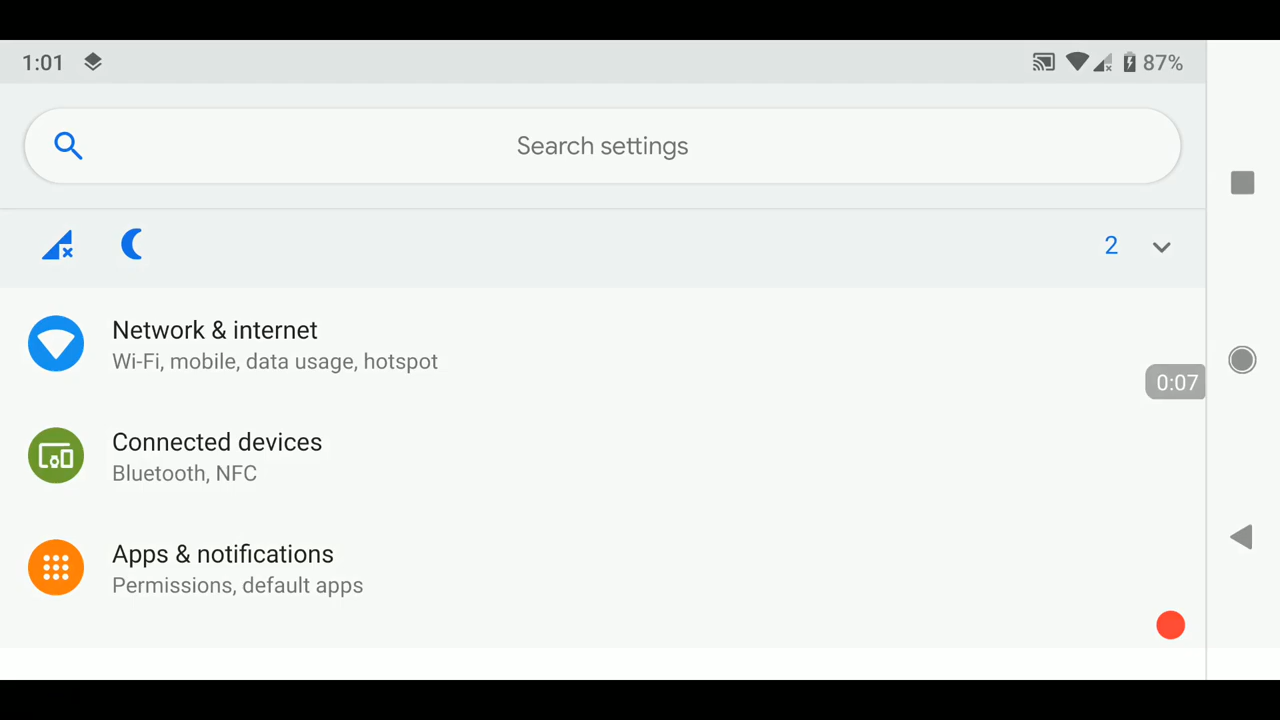 1:01
87%
Search settings
2
Network & internet
Wi-Fi, mobile, data usage, hotspot
0:07
Connected devices
Bluetooth, NFC
Apps & notifications
Permissions, default apps